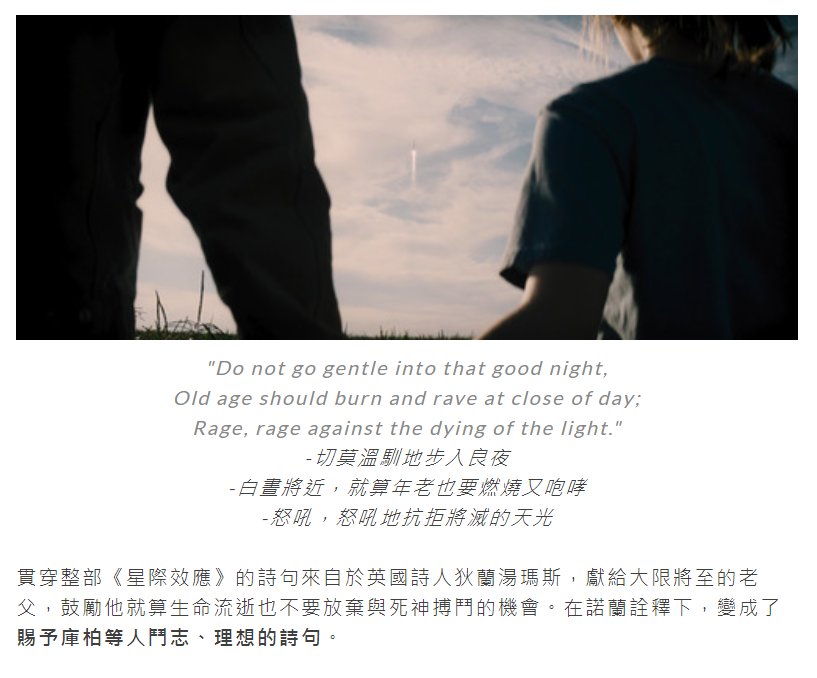 "Do not go gentle into that good night,
Old age should burn and rave at close of day;
Rage, rage against the dying of the light."
-切莫溫馴地步入良夜
-白晝將近，就算年老也要燃燒又咆哮
-怒吼，怒吼地抗拒將滅的天光
貫穿整部《星際效應》的詩句來自於英國詩人狄蘭湯瑪斯，獻給大限將至的老
父，鼓勵他就算生命流逝也不要放棄與死神搏鬥的機會。在諾蘭詮釋下，變成了
賜予庫柏等人鬥志、理想的詩句。